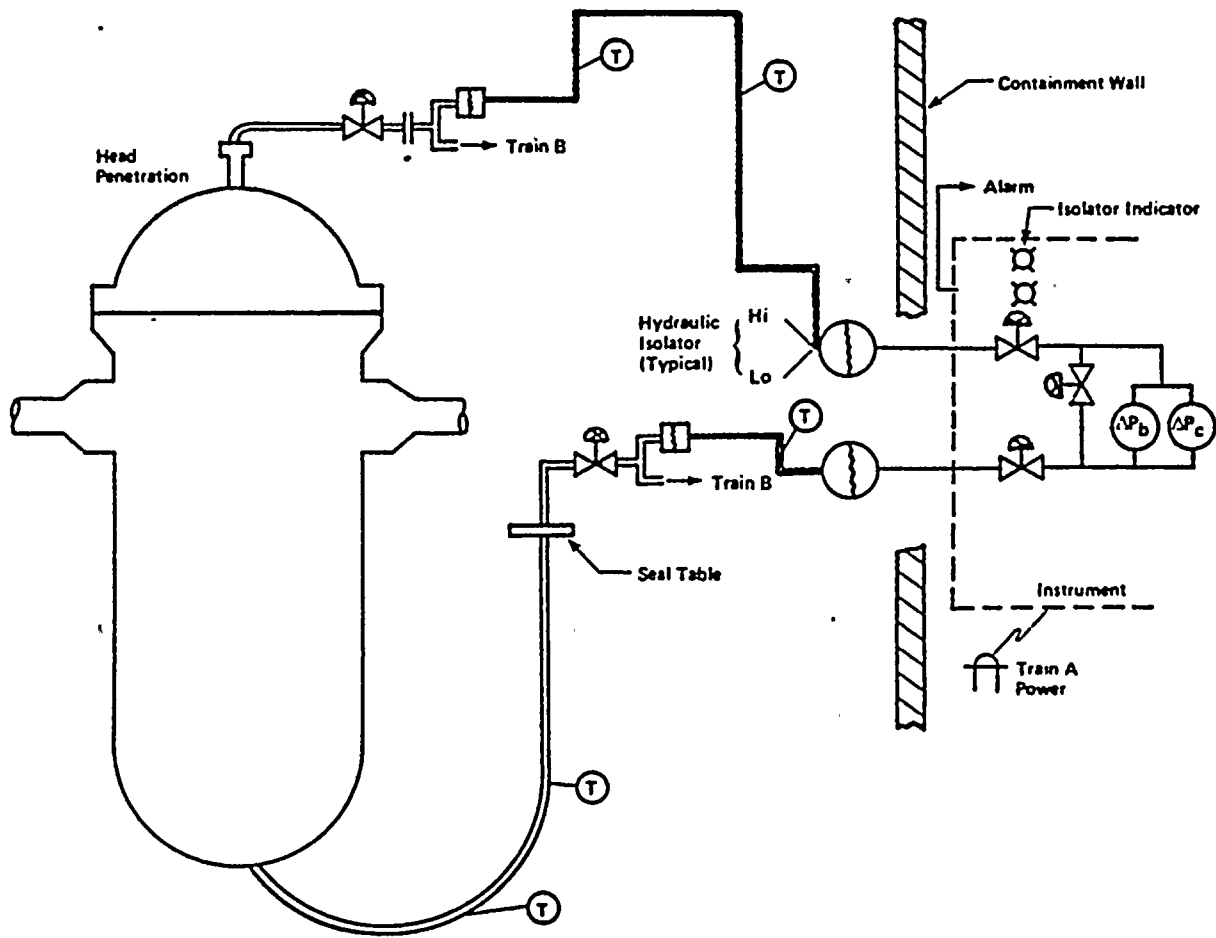 T
T
Containment Wall
Train B
Head
Penetration
Alarm
Isolator Indicator
Hydraulic
Isolator
(Typical)
Hi
Lo
T
ΔPb
ΔPc
Train B
Seal Table
Instrument
Train A
Power
T
T